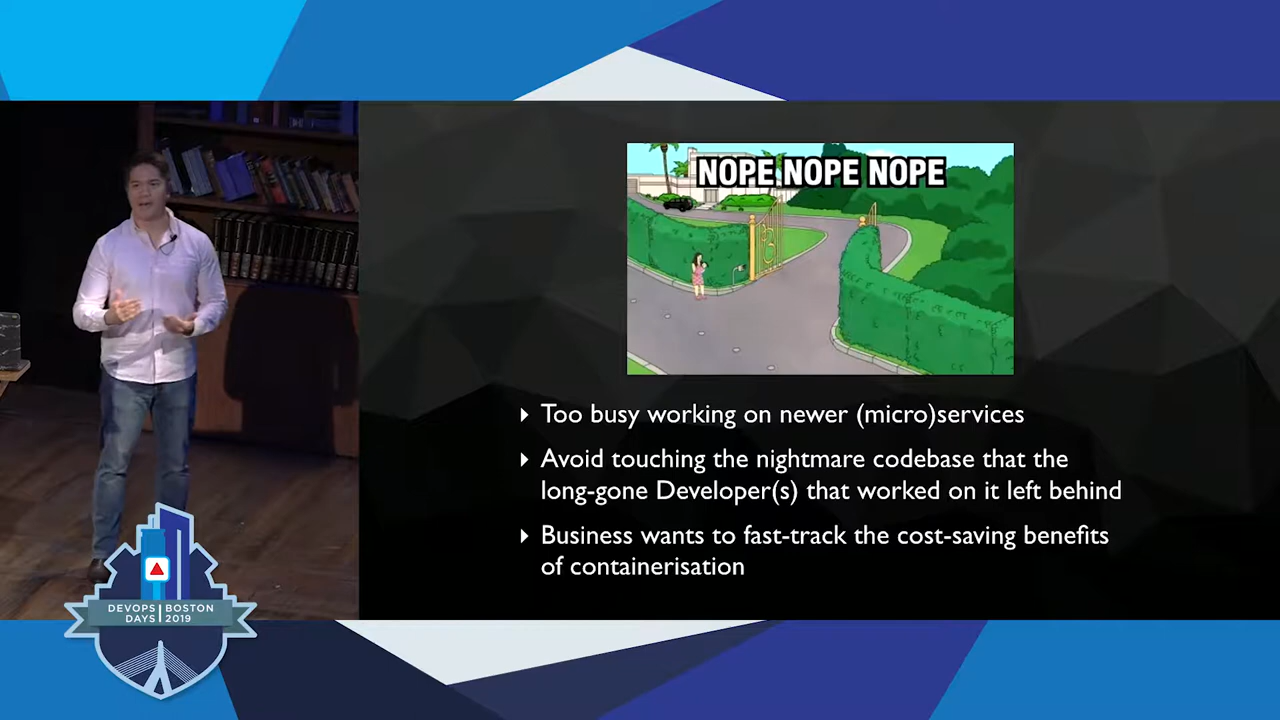 NOPE NOPE NOPE
Too busy working on newer (micro)services
Avoid touching the nightmare codebase that the
long-gone Developer(s) that worked on it left behind
Business wants to fast-track the cost-saving benefits
of containerisation
DEVOPS BOSTON
DAYS 2019